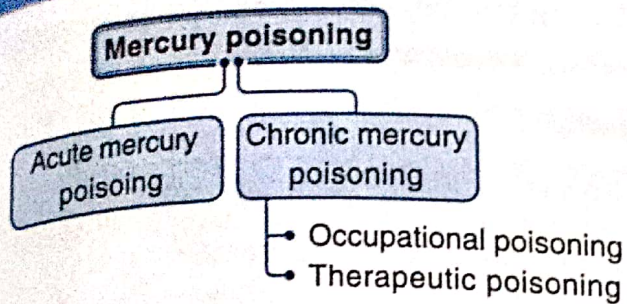 Mercury poisoning
Acute mercury
poisoing
Chronic mercury
poisoning
Occupational poisoning
Therapeutic poisoning